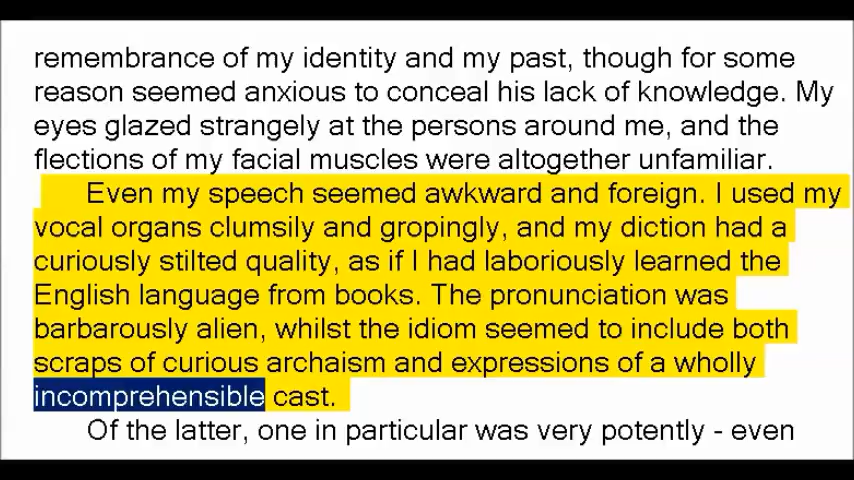 remembrance of my identity and my past, though for some
reason seemed anxious to conceal his lack of knowledge. My
eyes glazed strangely at the persons around me, and the
flections of my facial muscles were altogether unfamiliar.
Even my speech seemed awkward and foreign. I used my
vocal organs clumsily and gropingly, and my diction had a
curiously stilted quality, as if I had laboriously learned the
English language from books. The pronunciation was
barbarously alien, whilst the idiom seemed to include both
scraps of curious archaism and expressions of a wholly
incomprehensible cast.
Of the latter, one in particular was very potently - even